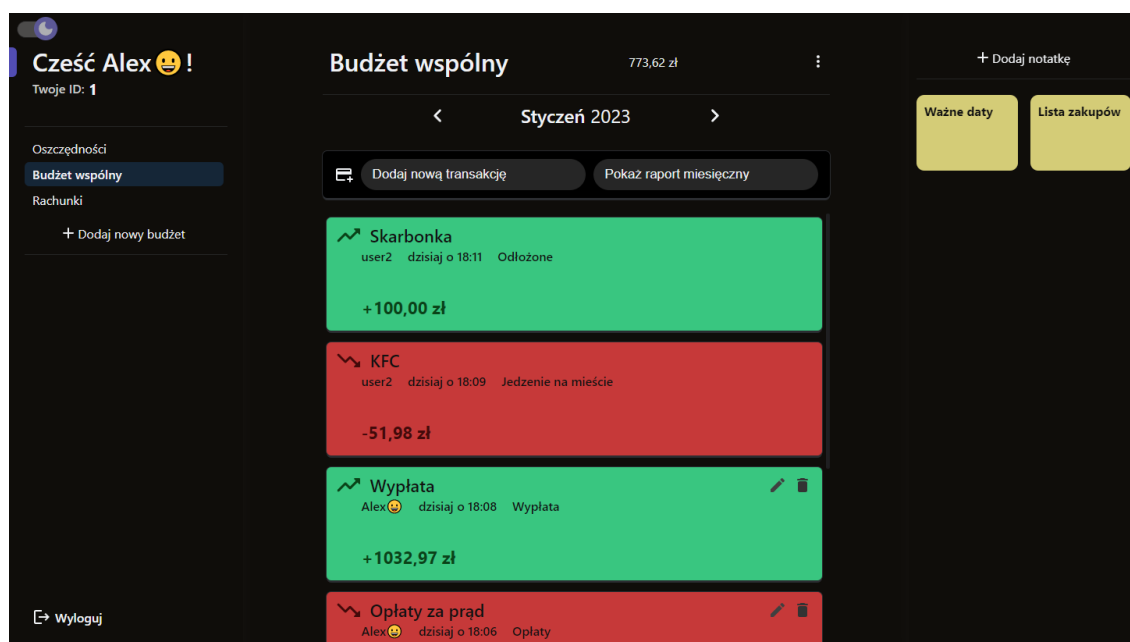 Cześć Alex😀!
Twoje ID: 1
Oszczędności
Budżet wspólny
Rachunki
+ Dodaj nowy budżet
Wyloguj
Budżet wspólny
773,62 zł
Styczeń 2023
Dodaj nową transakcję
Pokaż raport miesięczny
Skarbonka
user2 dzisiaj o 18:11 Odłożone
+100,00 zł
KFC
user2 dzisiaj o 18:09 Jedzenie na mieście
-51,98 zł
Wypłata
Alex😀 dzisiaj o 18:08 Wypłata
+1032,97 zł
Opłaty za prąd
Alex😀 dzisiaj o 18:06 Opłaty
+ Dodaj notatkę
Ważne daty
Lista zakupów